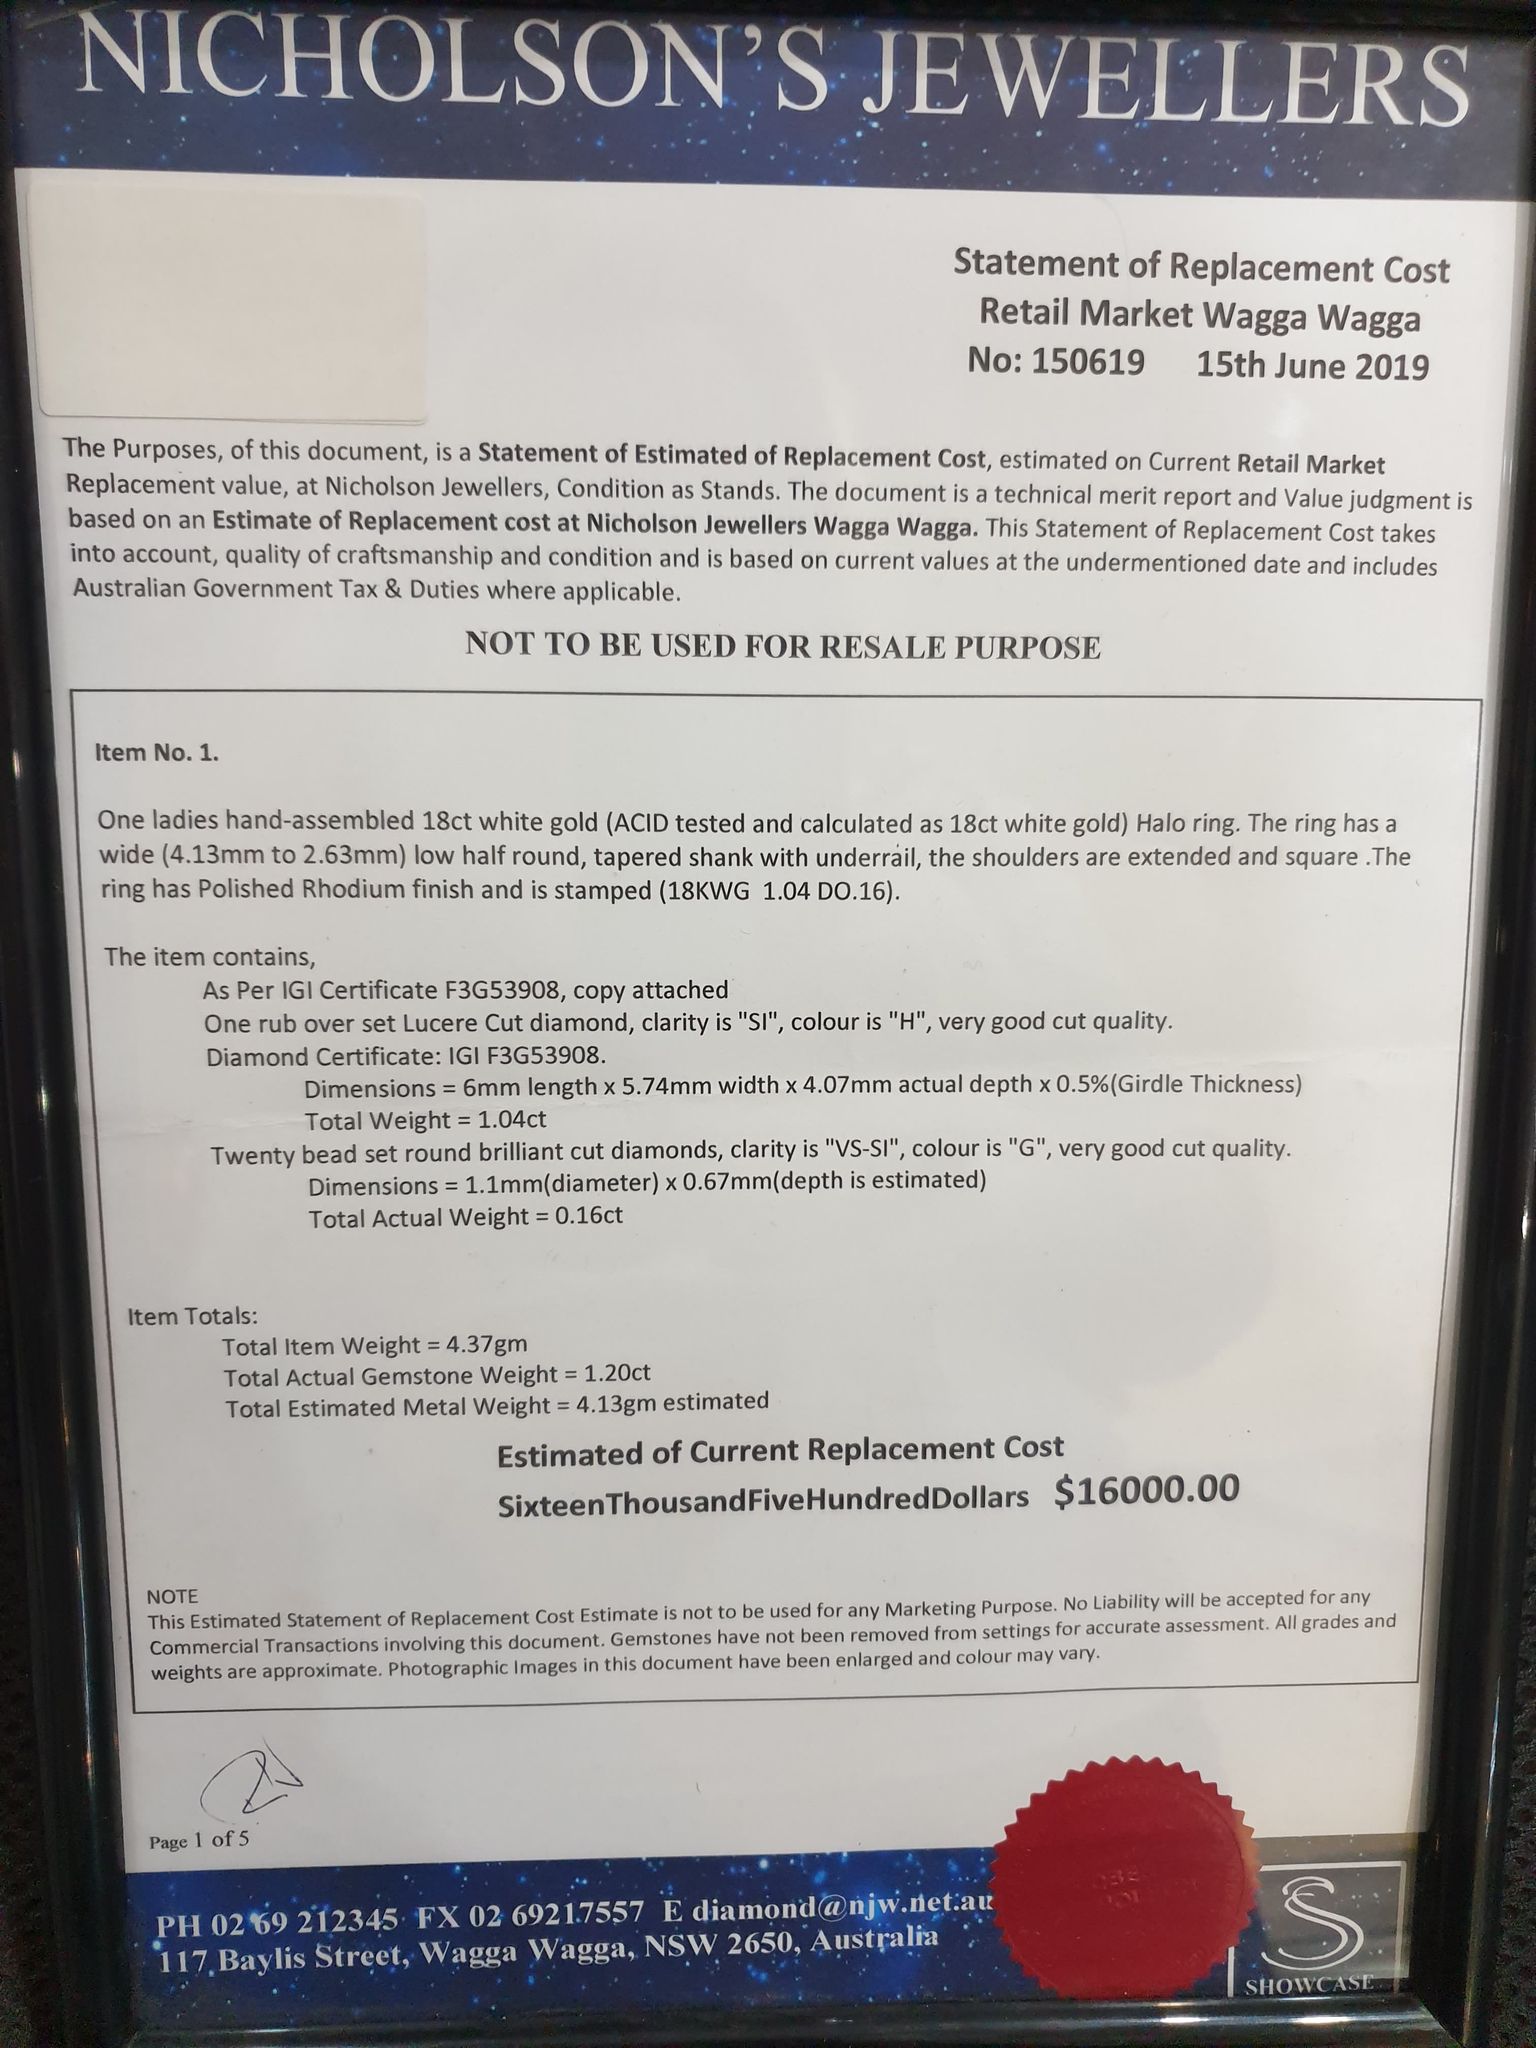 NICHOLSON'S JEWELLERS
Statement of Replacement Cost
Retail Market Wagga Wagga
No: 150619 15th June 2019
The Purposes, of this document, is a Statement of Estimated of Replacement Cost, estimated on Current Retail Market
Replacement value, at Nicholson Jewellers, Condition as Stands. The document is a technical merit report and Value judgment is
based on an Estimate of Replacement cost at Nicholson Jewellers Wagga Wagga. This Statement of Replacement Cost takes
into account, quality of craftsmanship and condition and is based on current values at the undermentioned date and includes
Australian Government Tax & Duties where applicable.
NOT TO BE USED FOR RESALE PURPOSE
Item No. 1.
One ladies hand-assembled 18ct white gold (ACID tested and calculated as 18ct white gold) Halo ring. The ring has a
wide (4.13mm to 2.63mm) low half round, tapered shank with underrail, the shoulders are extended and square .The
ring has Polished Rhodium finish and is stamped (18KWG 1.04 DO.16).
The item contains,
As Per IGI Certificate F3G53908, copy attached
One rub over set Lucere Cut diamond, clarity is "SI", colour is "H", very good cut quality.
Diamond Certificate: IGI F3G53908.
Dimensions = 6mm length x 5.74mm width x 4.07mm actual depth x 0.5%(Girdle Thickness)
Total Weight = 1.04ct
Twenty bead set round brilliant cut diamonds, clarity is "VS-SI", colour is "G", very good cut quality.
Dimensions = 1.1mm(diameter) x 0.67mm(depth is estimated)
Total Actual Weight = 0.16ct
Item Totals:
Total Item Weight = 4.37gm
Total Actual Gemstone Weight = 1.20ct
Total Estimated Metal Weight = 4.13gm estimated
Estimated of Current Replacement Cost
SixteenThousandFiveHundredDollars $16000.00
NOTE
This Estimated Statement of Replacement Cost Estimate is not to be used for any Marketing Purpose. No Liability will be accepted for any
Commercial Transactions involving this document. Gemstones have not been removed from settings for accurate assessment. All grades and
weights are approximate. Photographic Images in this document have been enlarged and colour may vary.
Page 1 of 5
PH 02 69 212345 FX 02 69217557 E diamond@njw.net.au
117 Baylis Street, Wagga Wagga, NSW 2650, Australia
SHOWCASE